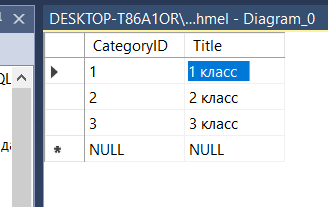 DESKTOP-T86A1OR\...hmel - Diagram_0
CategoryID Title
1 1 класс
2 2 класс
3 3 класс
* NULL NULL